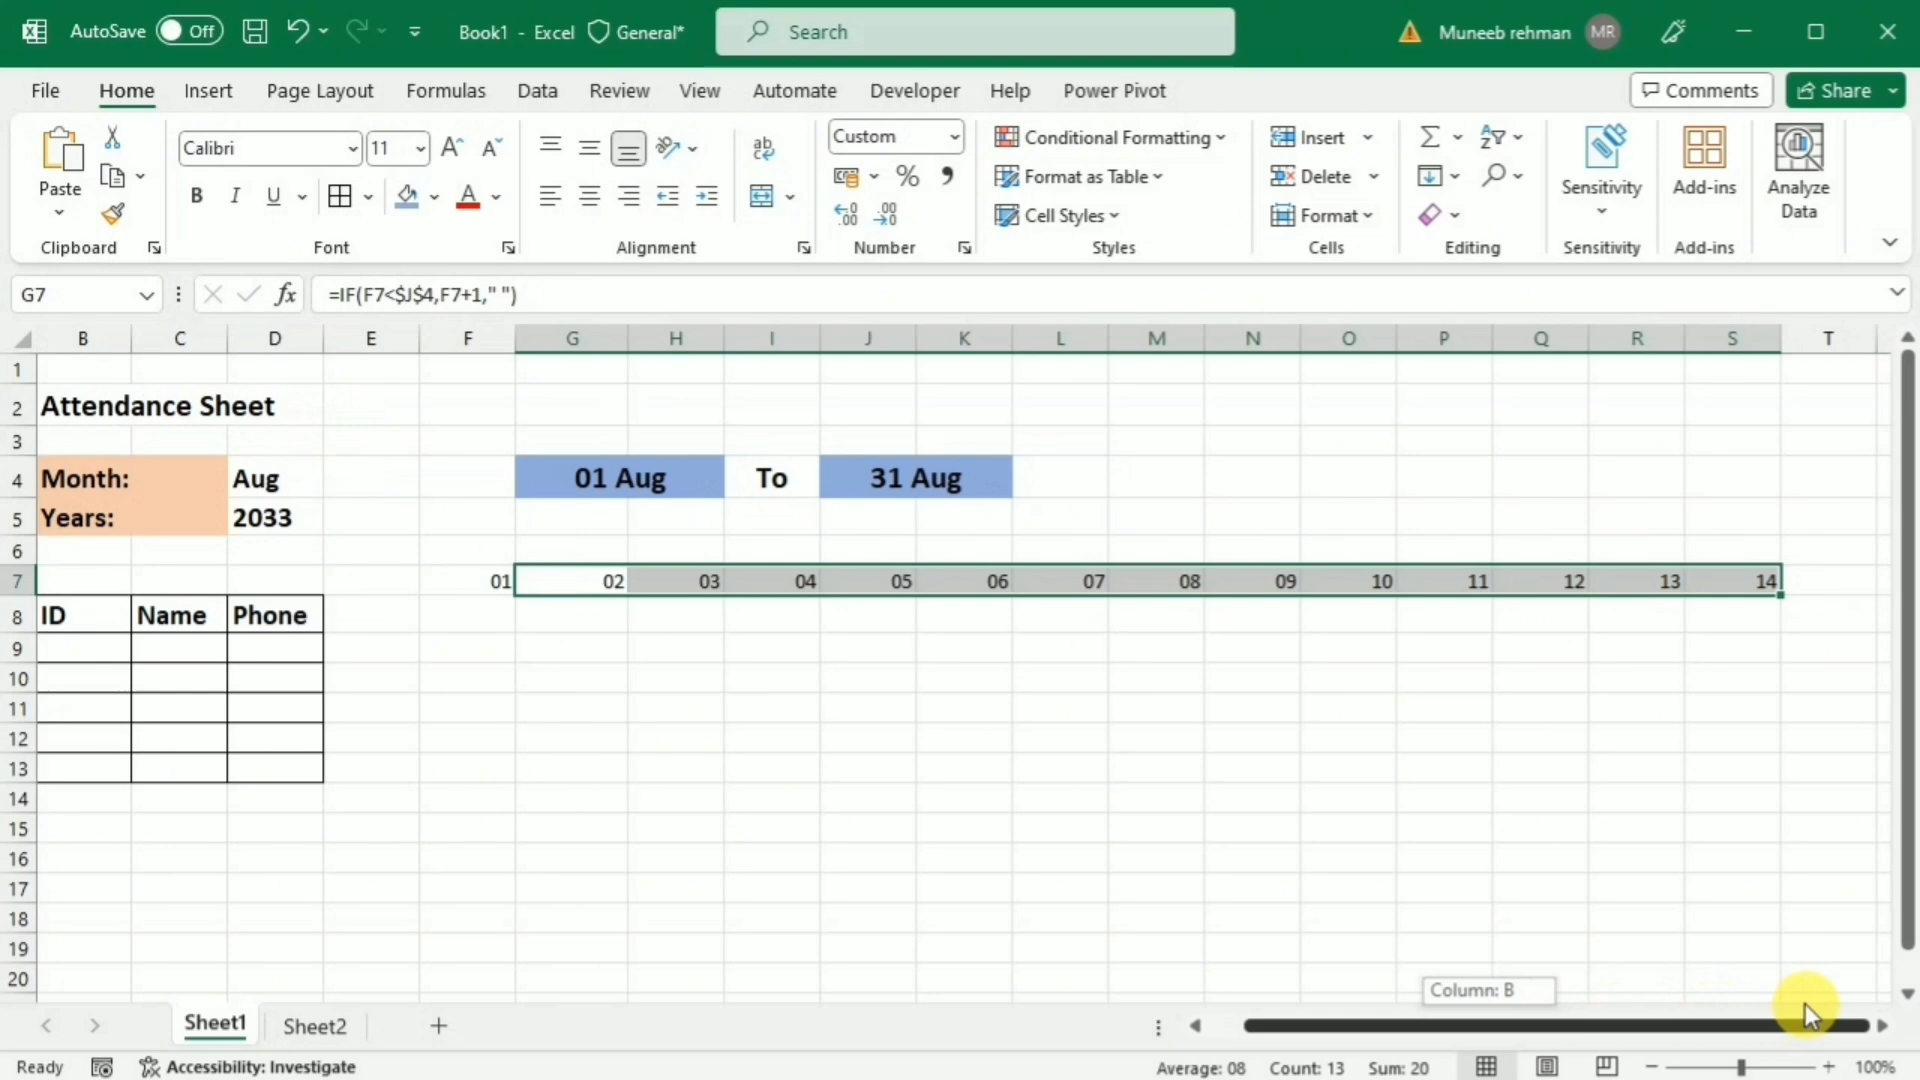 AutoSave Off Book1 - Excel General* Search Muneeb rehman MR
File Home Insert Page Layout Formulas Data Review View Automate Developer Help Power Pivot Comments Share
Paste Calibri 11 A A ab Custom Conditional Formatting Insert Σ Sensitivity Add-ins Analyze Data
B I U A % Format as Table Delete
Cell Styles Format
Clipboard Font Alignment Number Styles Cells Editing Sensitivity Add-ins
G7 fx =IF(F7<$J$4,F7+1," ")
B C D E F G H I J K L M N O P Q R S T
1
2 Attendance Sheet
3
4 Month: Aug 01 Aug To 31 Aug
5 Years: 2033
6
7 01 02 03 04 05 06 07 08 09 10 11 12 13 14
8 ID Name Phone
9
10
11
12
13
14
15
16
17
18
19
20
Column: B
Sheet1 Sheet2
Ready Accessibility: Investigate Average: 08 Count: 13 Sum: 20 100%